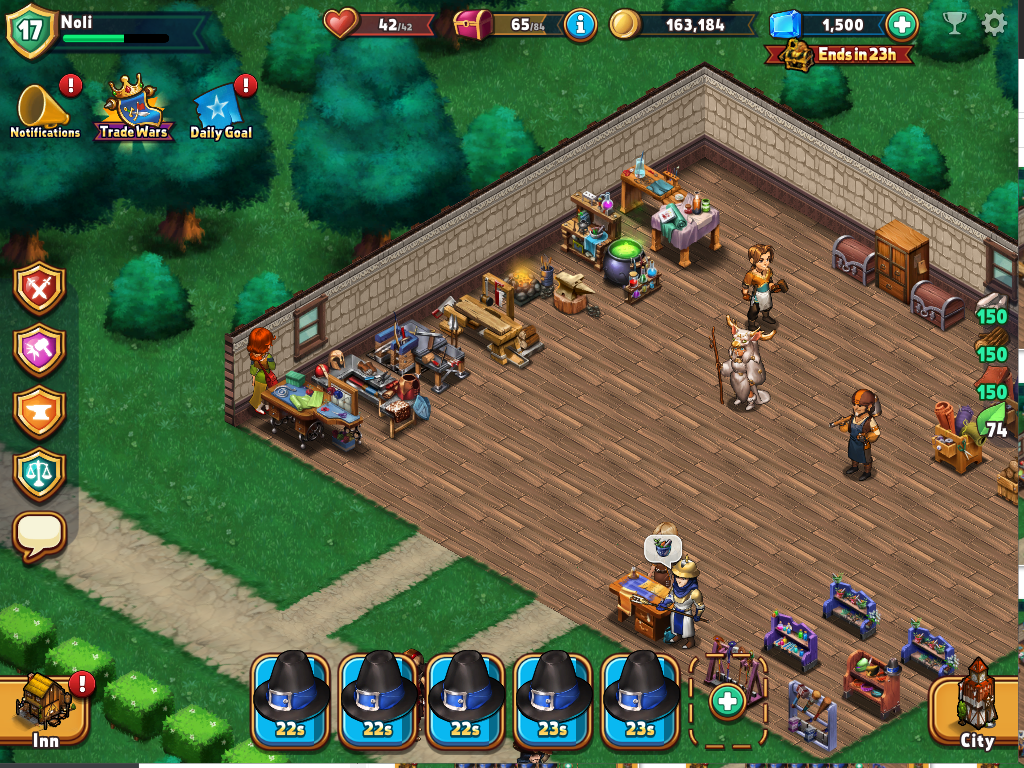 17
Noli
42/42
65/84
163,184
1,500
Ends in 23h
Notifications
Trade Wars
Daily Goal
150
150
150
74
22s
22s
22s
23s
23s
Inn
City